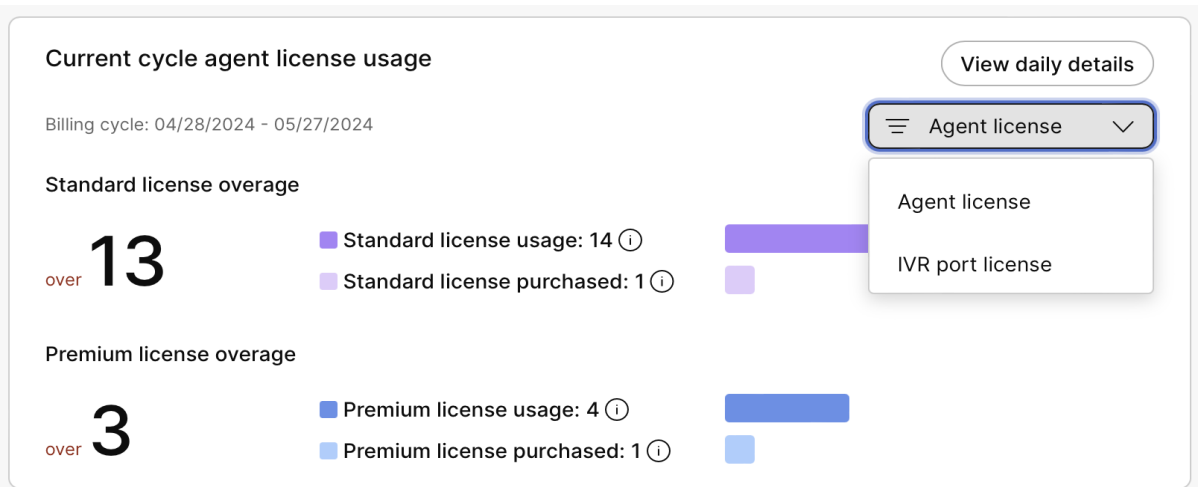 Current cycle agent license usage
View daily details
Billing cycle: 04/28/2024 - 05/27/2024
Agent license
Agent license
IVR port license
Standard license overage
over 13
Standard license usage: 14
Standard license purchased: 1
Premium license overage
over 3
Premium license usage: 4
Premium license purchased: 1